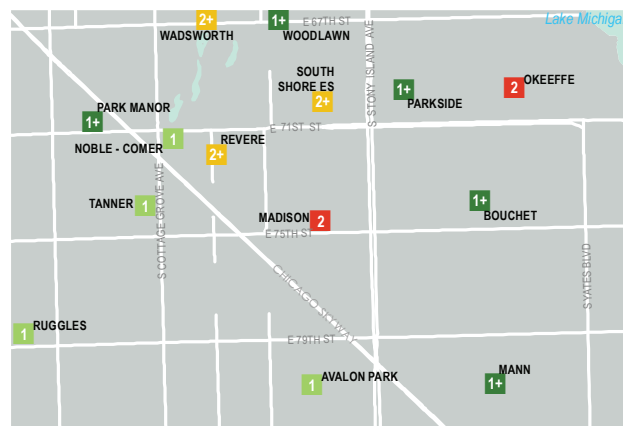 2+
1+
E 67TH ST
Lake Michiga
WADSWORTH
WOODLAWN
S. STONY ISLAND AVE
SOUTH
SHORE ES
2+
1+
PARKSIDE
2
OKEEFFE
PARK MANOR
1+
E 71ST ST
NOBLE - COMER
1
REVERE
2+
TANNER
1
S COTTAGE GROVE AVE
MADISON
2
1+
BOUCHET
E 75TH ST
S YATES BLVD
CHICAGO SKYWAY
1
RUGGLES
E 79TH ST
1
AVALON PARK
MANN
1+